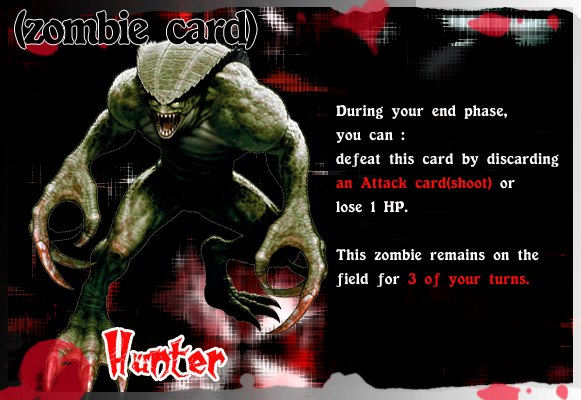 (zombie card)
During your end phase,
you can :
defeat this card by discarding
an Attack card(shoot) or
lose 1 HP.
This zombie remains on the
field for 3 of your turns.
Hunter